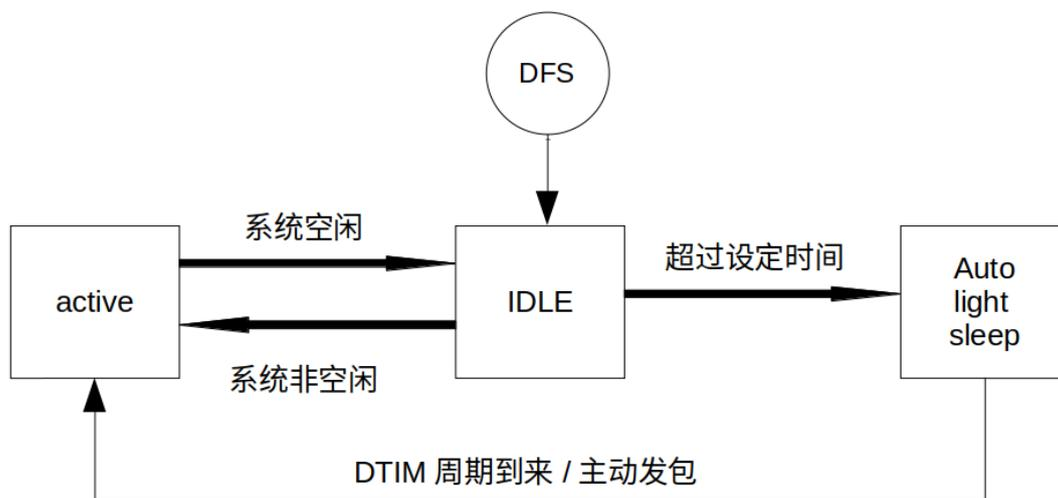 DFS
系统空闲
超过设定时间
active
IDLE
Auto
light
sleep
系统非空闲
DTIM 周期到来 / 主动发包